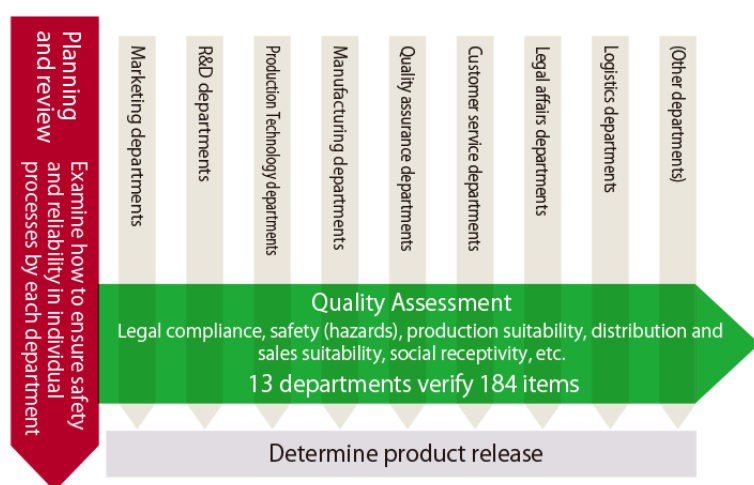 Planning
and review
Examine how to ensure safety
and reliability in individual
processes by each department
Marketing departments
R&D departments
Production Technology departments
Manufacturing departments
Quality assurance departments
Customer service departments
Legal affairs departments
Logistics departments
(Other departments)
Quality Assessment
Legal compliance, safety (hazards), production suitability, distribution and
sales suitability, social receptivity, etc.
13 departments verify 184 items
Determine product release